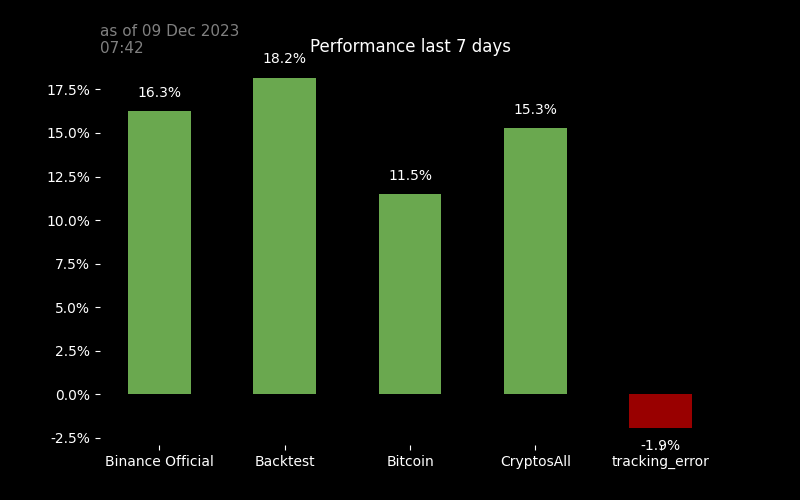 as of 09 Dec 2023
07:42
Performance last 7 days
18.2%
17.5%
16.3%
15.3%
15.0%
12.5%
11.5%
10.0%
7.5%
5.0%
2.5%
0.0%
-2.5%
-1.9%
Binance Official
Backtest
Bitcoin
CryptosAll
tracking_error